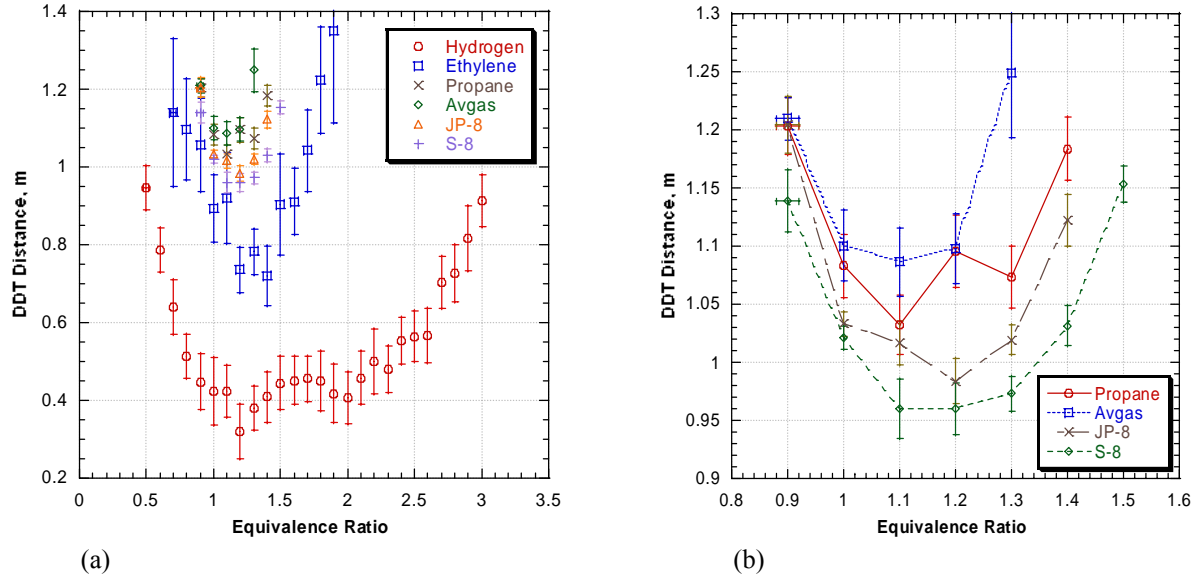 1.4
1.2
1
0.8
0.6
0.4
0.2
DDT Distance, m
0 0.5 1 1.5 2 2.5 3 3.5
Equivalence Ratio
Hydrogen
Ethylene
Propane
Avgas
JP-8
S-8
(a)
1.3
1.25
1.2
1.15
1.1
1.05
1
0.95
0.9
DDT Distance, m
0.8 0.9 1 1.1 1.2 1.3 1.4 1.5 1.6
Equivalence Ratio
Propane
Avgas
JP-8
S-8
(b)